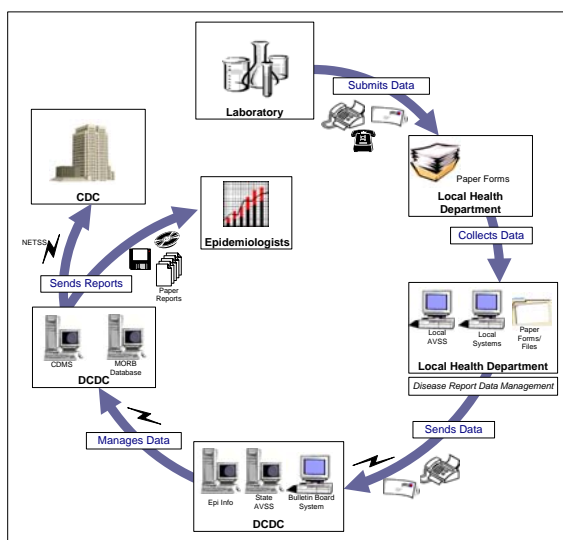 Laboratory
Submits Data
Paper Forms
Local Health
Department
Collects Data
Local
AVSS
Local
Systems
Paper
Forms/
Files
Local Health Department
Disease Report Data Management
Sends Data
Epi Info
State
AVSS
Bulletin Board
System
DCDC
Manages Data
CDMS
MORB
Database
DCDC
Sends Reports
NETSS
Paper
Reports
CDC
Epidemiologists